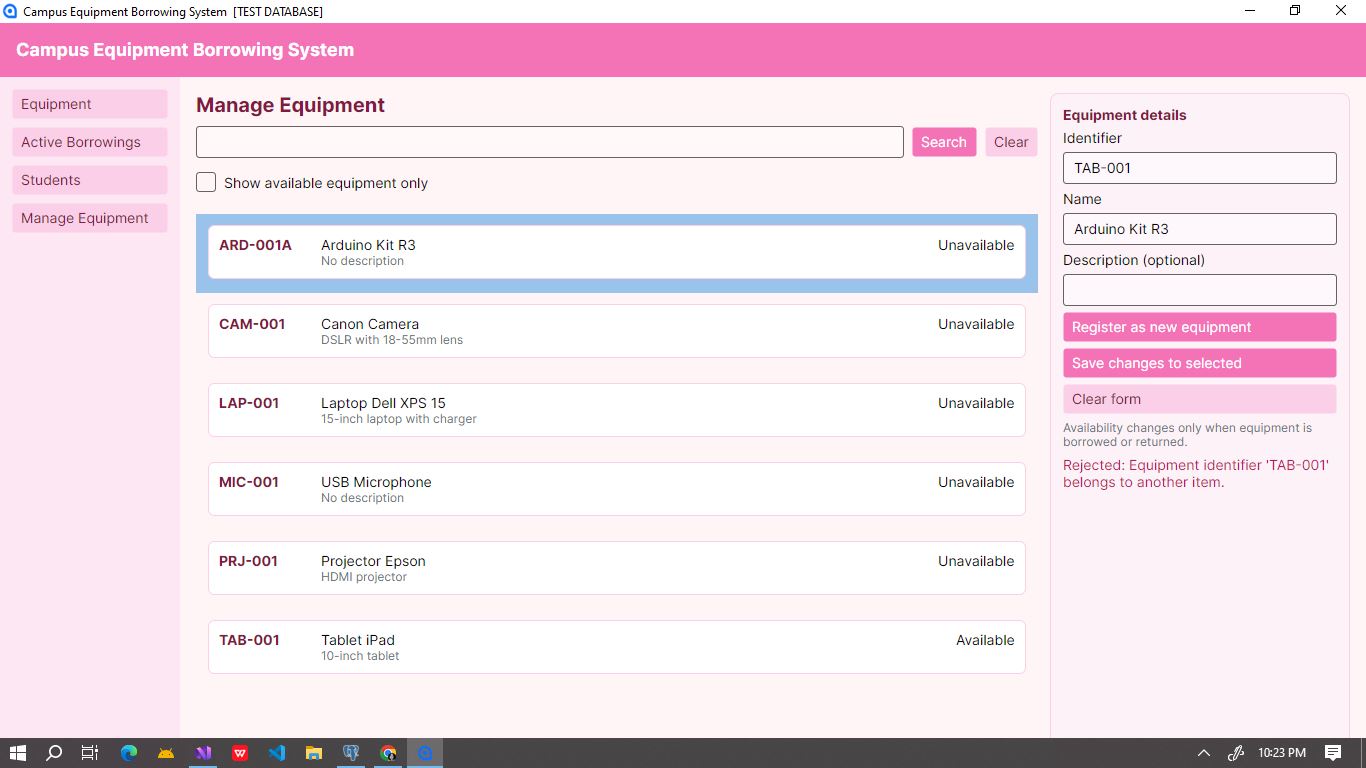 Campus Equipment Borrowing System [TEST DATABASE]
Campus Equipment Borrowing System
Equipment
Active Borrowings
Students
Manage Equipment
Manage Equipment
Search
Clear
Show available equipment only
ARD-001A
Arduino Kit R3
No description
Unavailable
CAM-001
Canon Camera
DSLR with 18-55mm lens
Unavailable
LAP-001
Laptop Dell XPS 15
15-inch laptop with charger
Unavailable
MIC-001
USB Microphone
No description
Unavailable
PRJ-001
Projector Epson
HDMI projector
Unavailable
TAB-001
Tablet iPad
10-inch tablet
Available
Equipment details
Identifier
TAB-001
Name
Arduino Kit R3
Description (optional)
Register as new equipment
Save changes to selected
Clear form
Availability changes only when equipment is
borrowed or returned.
Rejected: Equipment identifier 'TAB-001'
belongs to another item.
10:23 PM